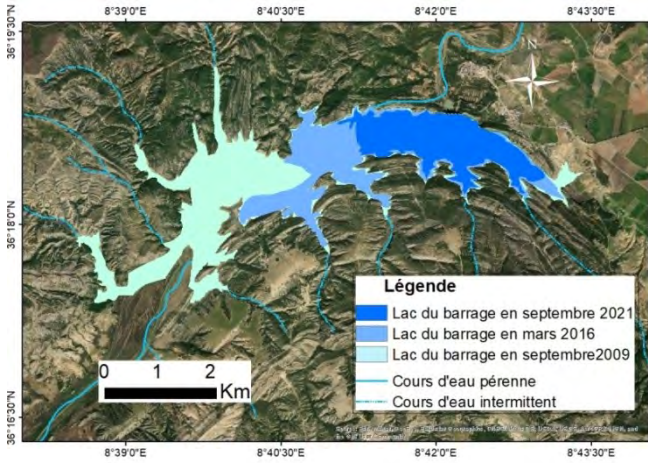 8°39'0"E 8°40'30"E 8°42'0"E 8°43'30"E
36°19'30"N
36°18'0"N
36°16'30"N
N
Légende
Lac du barrage en septembre 2021
Lac du barrage en mars 2016
Lac du barrage en septembre2009
Cours d'eau pérenne
Cours d'eau intermittent
0 1 2
Km
8°39'0"E 8°40'30"E 8°42'0"E 8°43'30"E